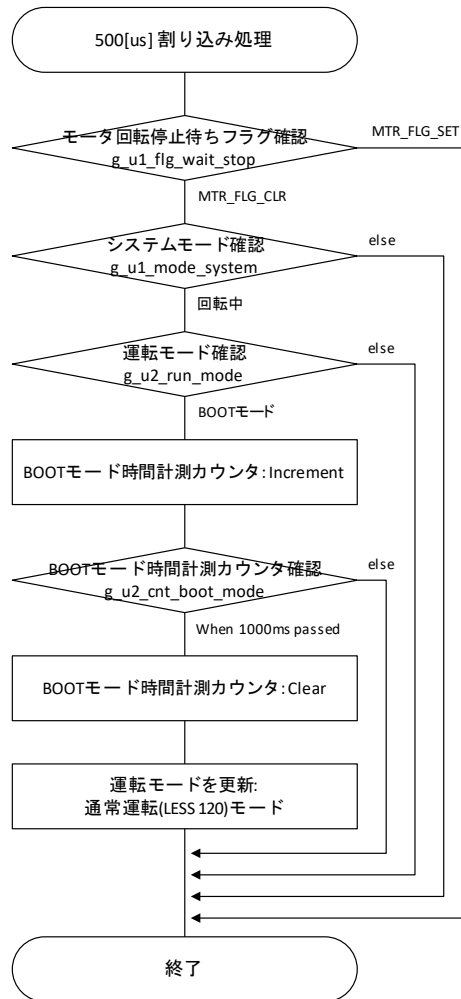 500[us] 割り込み処理
モータ回転停止待ちフラグ確認
g_u1_flg_wait_stop
MTR_FLG_SET
MTR_FLG_CLR
システムモード確認
g_u1_mode_system
else
回転中
運転モード確認
g_u2_run_mode
else
BOOTモード
BOOTモード時間計測カウンタ: Increment
BOOTモード時間計測カウンタ確認
g_u2_cnt_boot_mode
else
When 1000ms passed
BOOTモード時間計測カウンタ: Clear
運転モードを更新:
通常運転(LESS 120)モード
終了